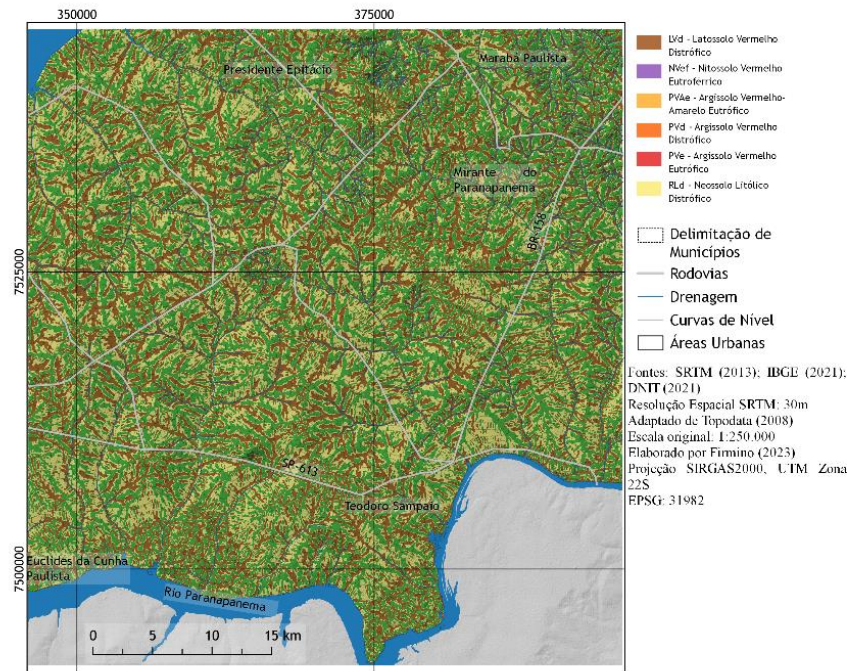 350000
375000
Presidente Epitácio
Marabá Paulista
Mirante do
Paranapanema
BR-158
7525000
SP-613
Teodoro Sampaio
7500000
Euclides da Cunha
Paulista
Rio Paranapanema
0 5 10 15 km
LVd - Latossolo Vermelho
Distrófico
NVef - Nitossolo Vermelho
Eutroferrico
PVAe - Argissolo Vermelho-
Amarelo Eutrófico
PVd - Argissolo Vermelho
Distrófico
PVe - Argissolo Vermelho
Eutrófico
RLd - Neossolo Litólico
Distrófico
Delimitação de
Municípios
Rodovias
Drenagem
Curvas de Nível
Áreas Urbanas
Fontes: SRTM (2013); IBGE (2021);
DNIT (2021)
Resolução Espacial SRTM: 30m
Adaptado de Topodata (2008)
Escala original: 1:250.000
Elaborado por Firmino (2023)
Projeção SIRGAS2000, UTM Zona
22S
EPSG: 31982